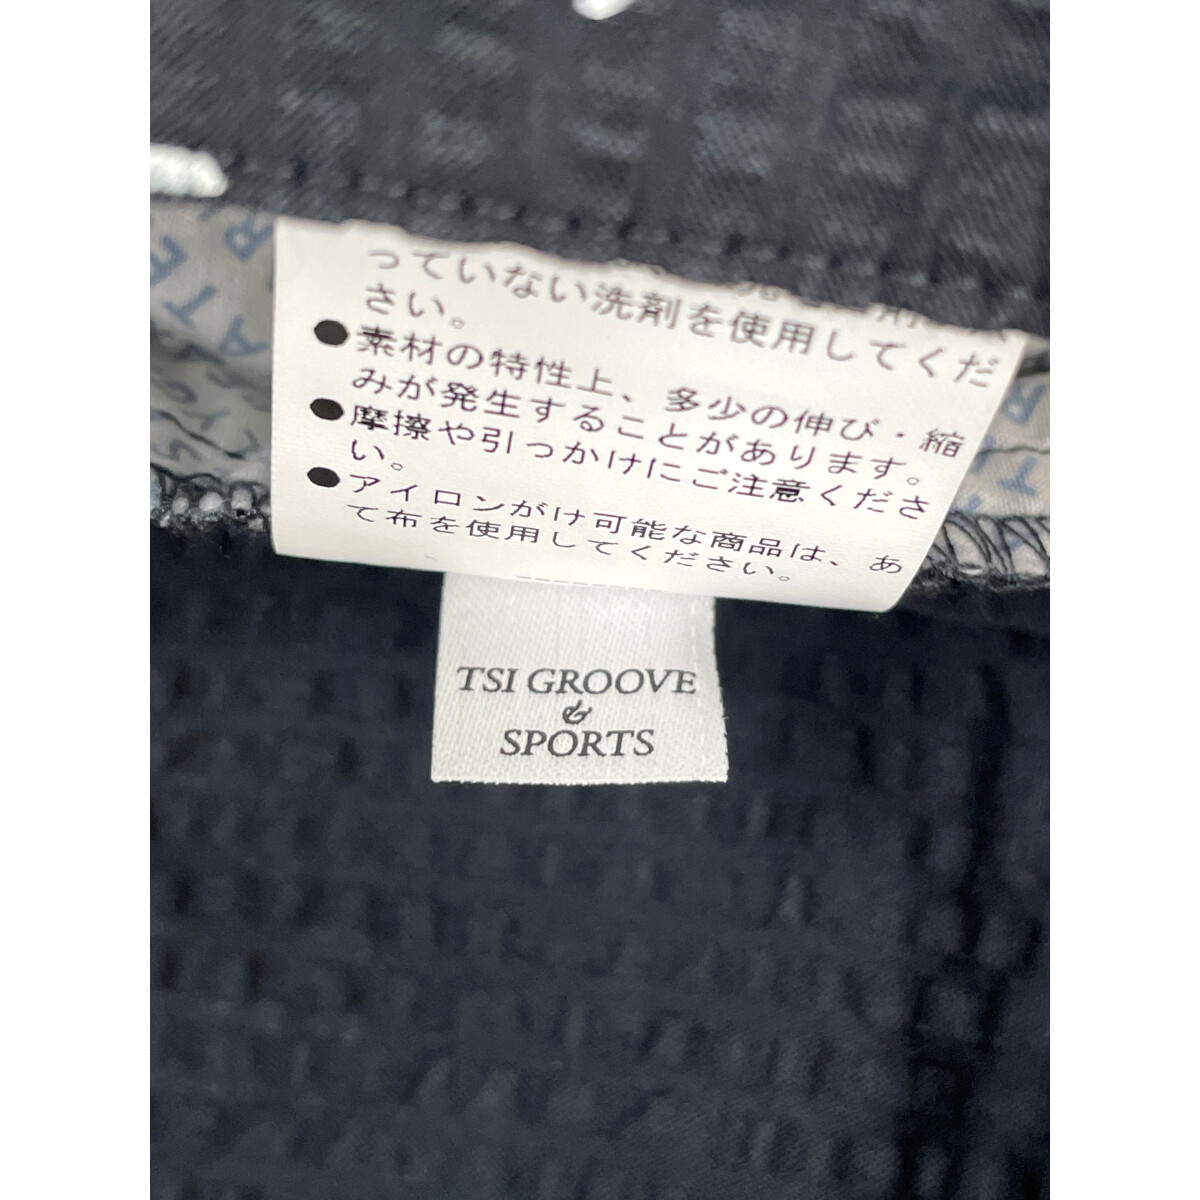 っていない洗剤を使用してくだ
さい。
●素材の特性上、多少の伸び・縮
みが発生することがあります。
●摩擦や引っかけにご注意くださ
い。
●アイロンがけ可能な商品は、あ
て布を使用してください。
TSI GROOVE
&
SPORTS